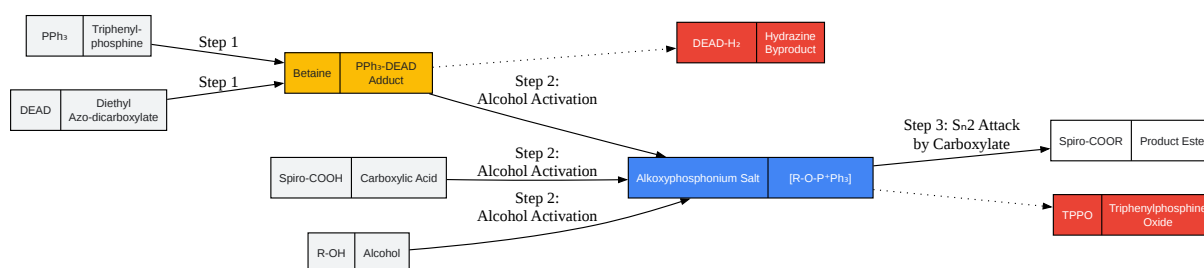 PPh₃
Triphenyl-
phosphine
Step 1
DEAD
Diethyl
Azo-dicarboxylate
Step 1
Betaine
PPh₃-DEAD
Adduct
DEAD-H₂
Hydrazine
Byproduct
Step 2:
Alcohol Activation
Spiro-COOH
Carboxylic Acid
Step 2:
Alcohol Activation
R-OH
Alcohol
Step 2:
Alcohol Activation
Alkoxyphosphonium Salt
[R-O-P⁺Ph₃]
Step 3: Sₙ2 Attack
by Carboxylate
Spiro-COOR
Product Este
TPPO
Triphenylphosphine
Oxide